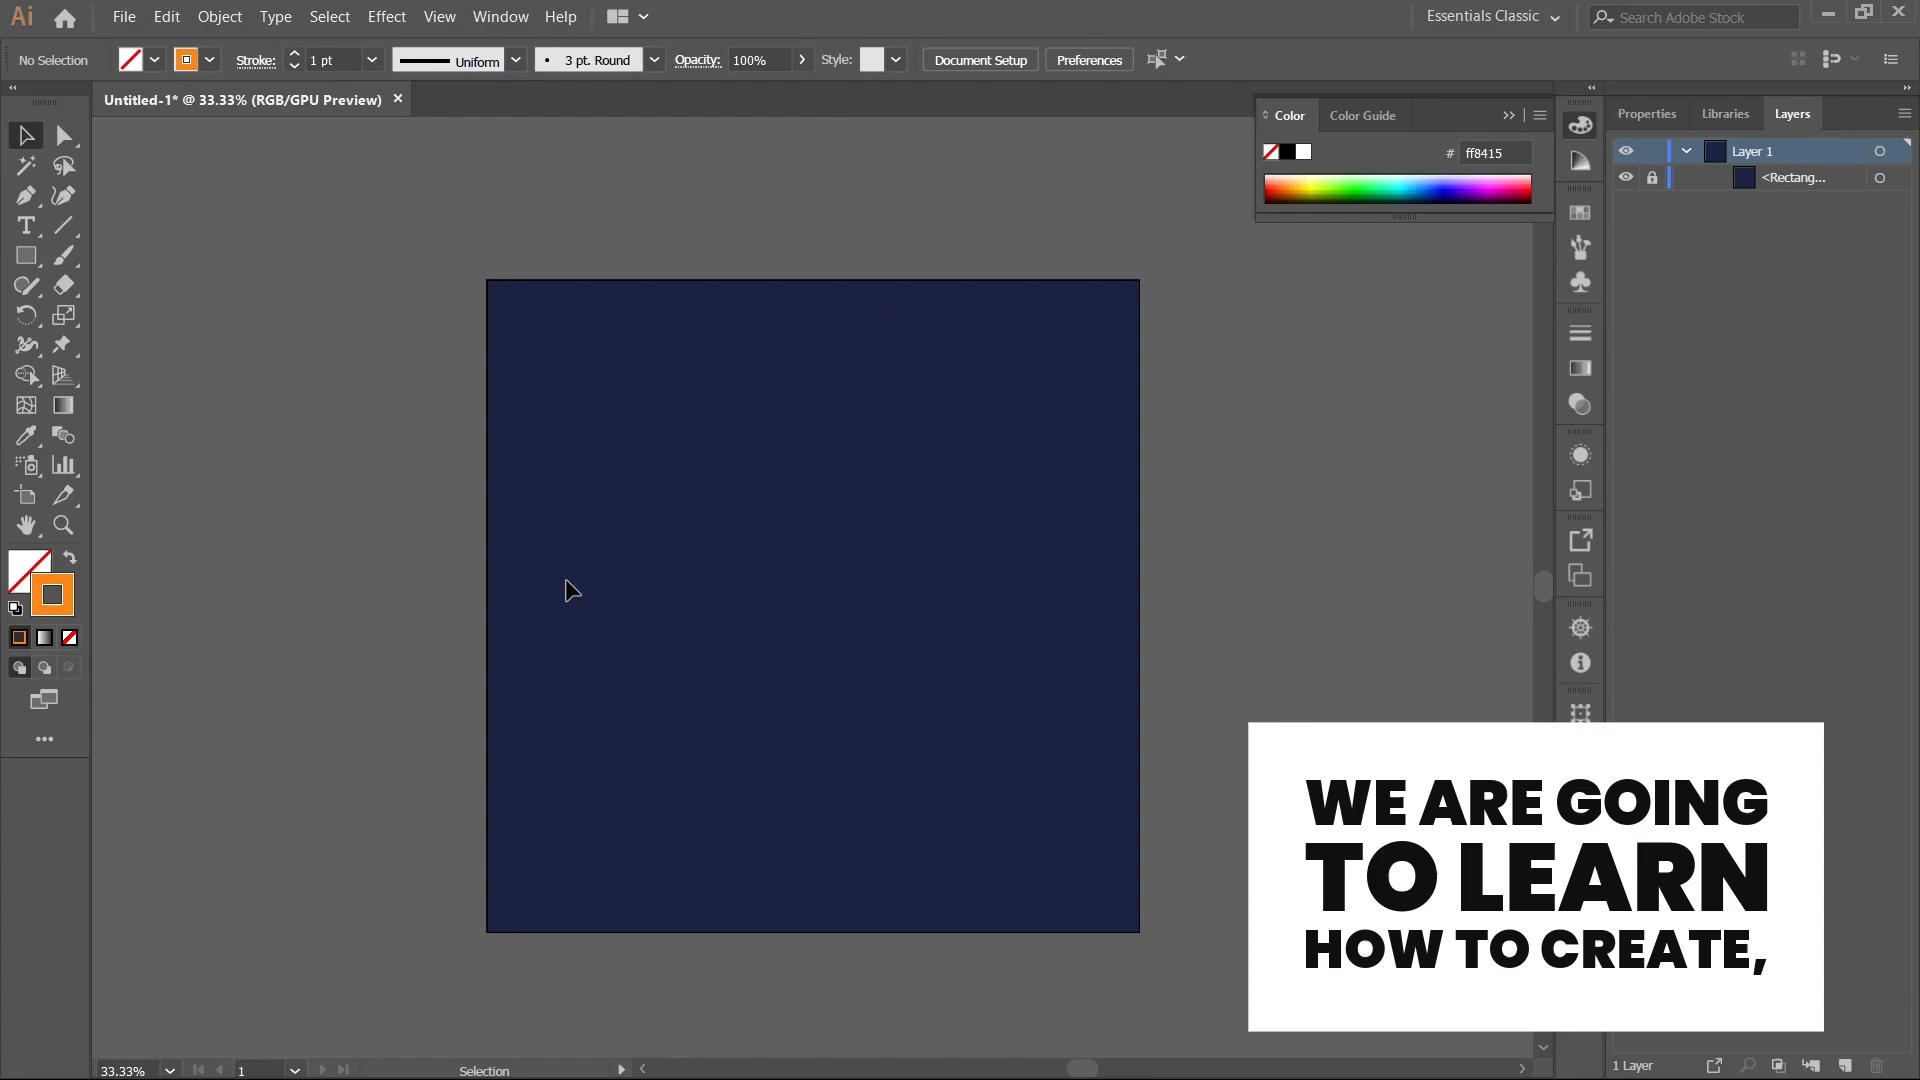 Ai File Edit Object Type Select Effect View Window Help Essentials Classic Search Adobe Stock
No Selection Stroke: 1 pt Uniform 3 pt. Round Opacity: 100% Style: Document Setup Preferences
Untitled-1* @ 33.33% (RGB/GPU Preview)
Color Color Guide
# ff8415
Properties Libraries Layers
Layer 1
<Rectang...
WE ARE GOING
TO LEARN
HOW TO CREATE,
33.33% 1 Selection 1 Layer